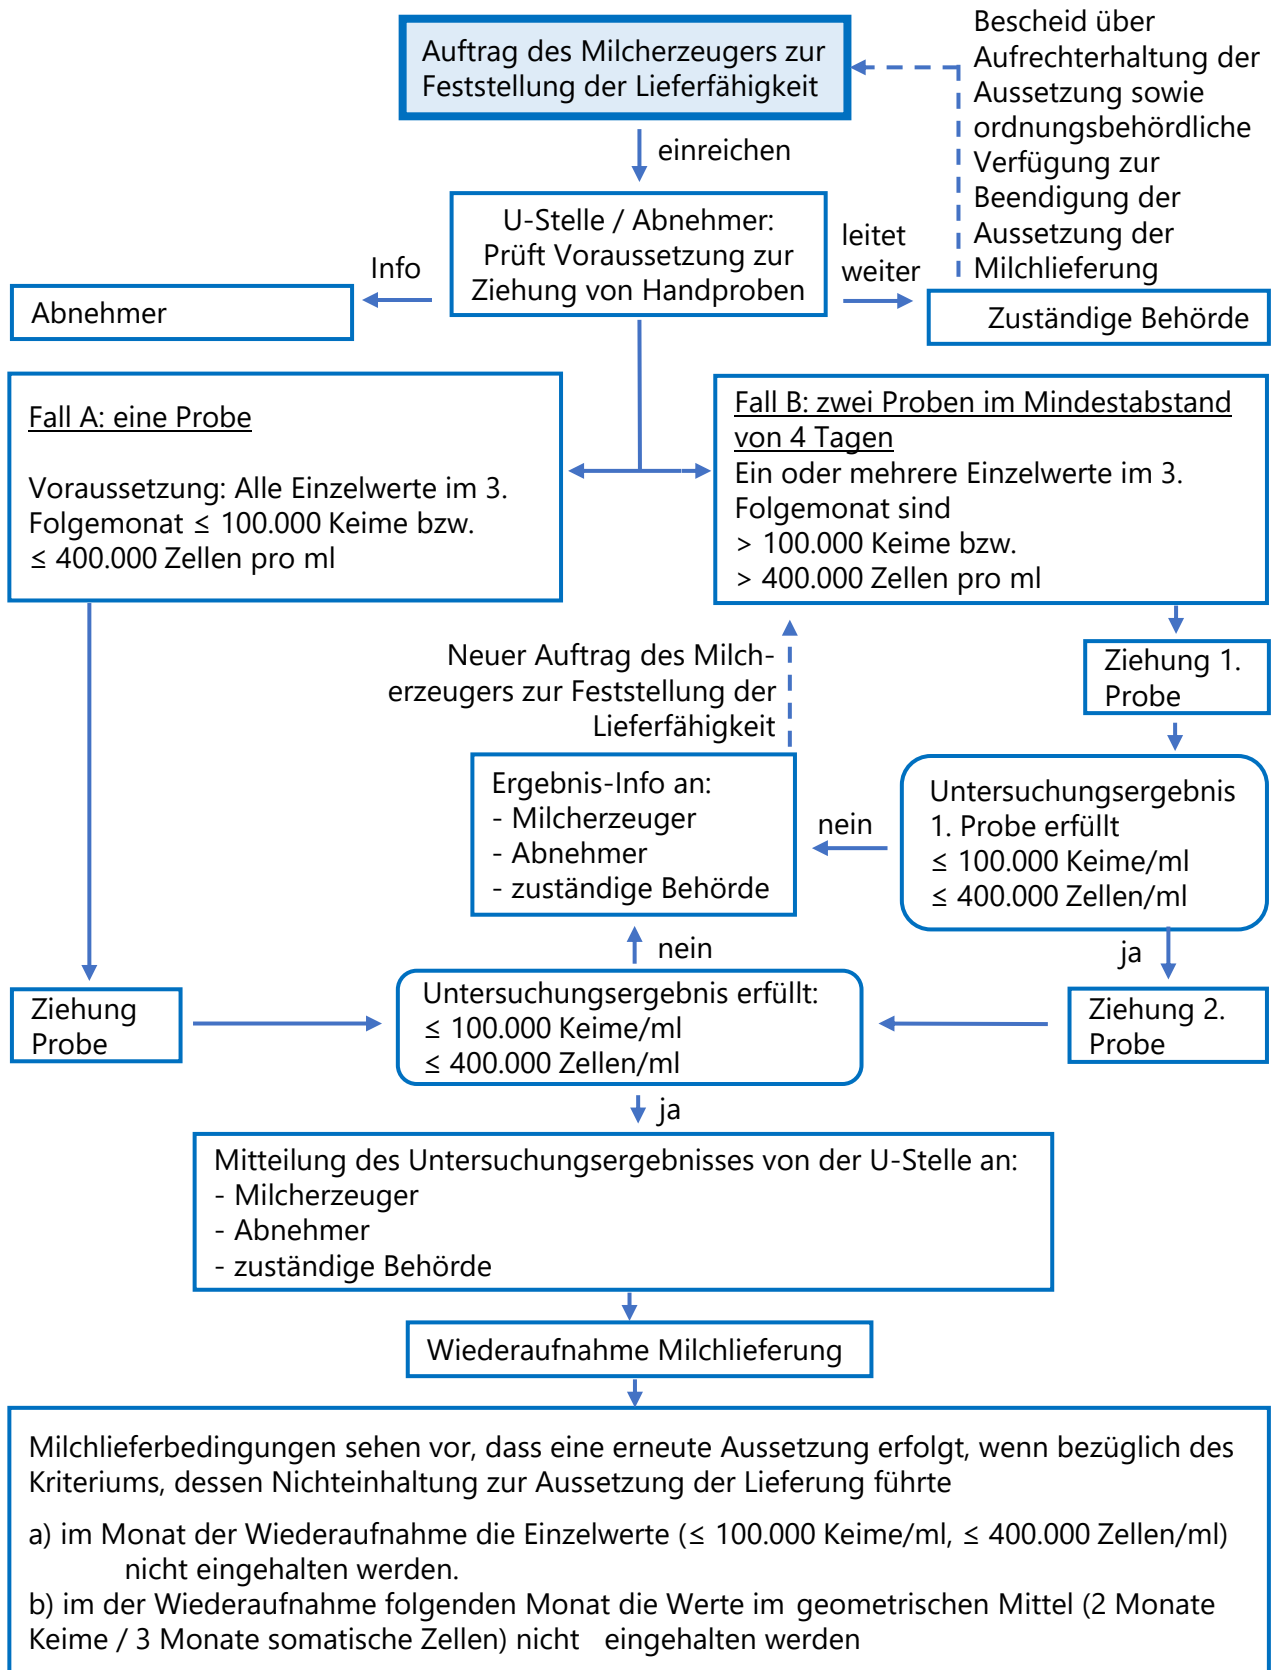 Auftrag des Milcherzeugers zur
Feststellung der Lieferfähigkeit
Bescheid über
Aufrechterhaltung der
Aussetzung sowie
ordnungsbehördliche
Verfügung zur
Beendigung der
Aussetzung der
Milchlieferung
einreichen
U-Stelle / Abnehmer:
Prüft Voraussetzung zur
Ziehung von Handproben
Info
leitet
weiter
Abnehmer
Zuständige Behörde
Fall A: eine Probe
Voraussetzung: Alle Einzelwerte im 3.
Folgemonat ≤ 100.000 Keime bzw.
≤ 400.000 Zellen pro ml
Fall B: zwei Proben im Mindestabstand
von 4 Tagen
Ein oder mehrere Einzelwerte im 3.
Folgemonat sind
> 100.000 Keime bzw.
> 400.000 Zellen pro ml
Neuer Auftrag des Milch-
erzeugers zur Feststellung der
Lieferfähigkeit
Ziehung 1.
Probe
Ergebnis-Info an:
- Milcherzeuger
- Abnehmer
- zuständige Behörde
nein
Untersuchungsergebnis
1. Probe erfüllt
≤ 100.000 Keime/ml
≤ 400.000 Zellen/ml
nein
ja
Ziehung
Probe
Untersuchungsergebnis erfüllt:
≤ 100.000 Keime/ml
≤ 400.000 Zellen/ml
Ziehung 2.
Probe
ja
Mitteilung des Untersuchungsergebnisses von der U-Stelle an:
- Milcherzeuger
- Abnehmer
- zuständige Behörde
Wiederaufnahme Milchlieferung
Milchlieferbedingungen sehen vor, dass eine erneute Aussetzung erfolgt, wenn bezüglich des
Kriteriums, dessen Nichteinhaltung zur Aussetzung der Lieferung führte
a) im Monat der Wiederaufnahme die Einzelwerte (≤ 100.000 Keime/ml, ≤ 400.000 Zellen/ml)
nicht eingehalten werden.
b) im der Wiederaufnahme folgenden Monat die Werte im geometrischen Mittel (2 Monate
Keime / 3 Monate somatische Zellen) nicht eingehalten werden